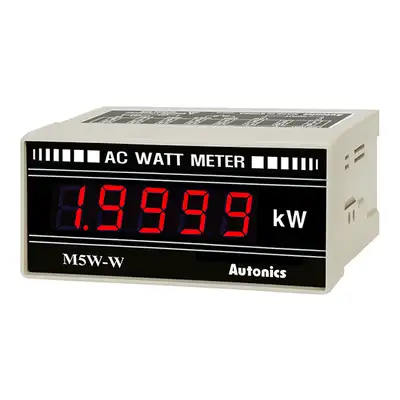 AC WATT METER
1.9999 kW
M5W-W
Autonics